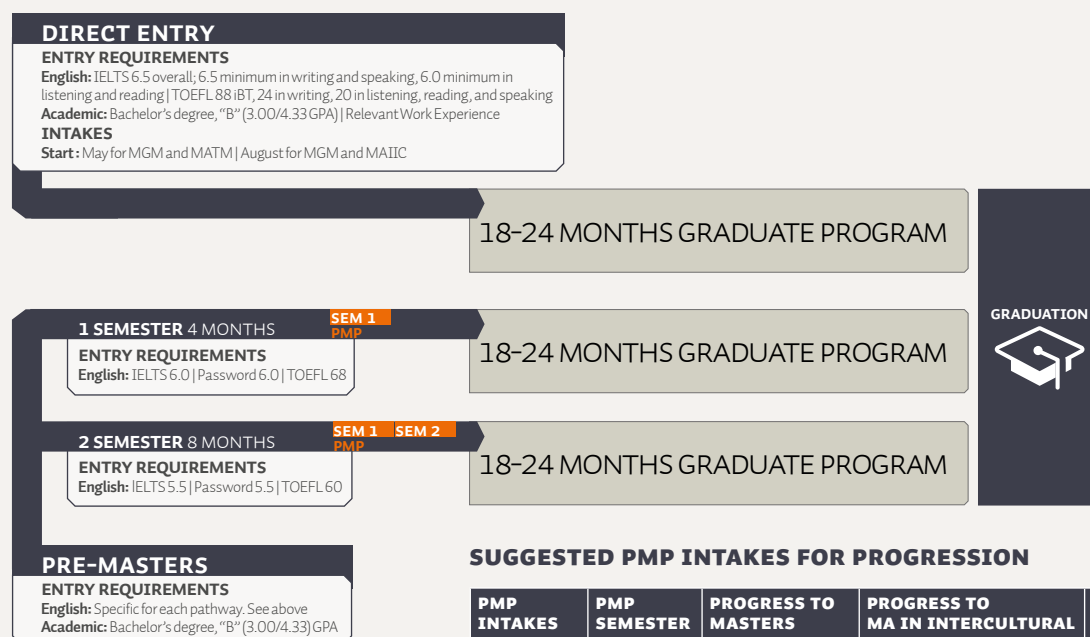 DIRECT ENTRY
ENTRY REQUIREMENTS
English: IELTS 6.5 overall; 6.5 minimum in writing and speaking, 6.0 minimum in
listening and reading | TOEFL 88 iBT, 24 in writing, 20 in listening, reading, and speaking
Academic: Bachelor's degree, “B” (3.00/4.33 GPA) | Relevant Work Experience
INTAKES
Start : May for MGM and MATM | August for MGM and MAIIC
18-24 MONTHS GRADUATE PROGRAM
1 SEMESTER 4 MONTHS
SEM 1
PMP
ENTRY REQUIREMENTS
English: IELTS 6.0 | Password 6.0 | TOEFL 68
18-24 MONTHS GRADUATE PROGRAM
GRADUATION
2 SEMESTER 8 MONTHS
SEM 1 SEM 2
PMP
ENTRY REQUIREMENTS
English: IELTS 5.5 | Password 5.5 | TOEFL 60
18-24 MONTHS GRADUATE PROGRAM
PRE-MASTERS
ENTRY REQUIREMENTS
English: Specific for each pathway. See above
Academic: Bachelor's degree, “B” (3.00/4.33) GPA
SUGGESTED PMP INTAKES FOR PROGRESSION
PMP INTAKES
PMP SEMESTER
PROGRESS TO MASTERS
PROGRESS TO MA IN INTERCULTURAL